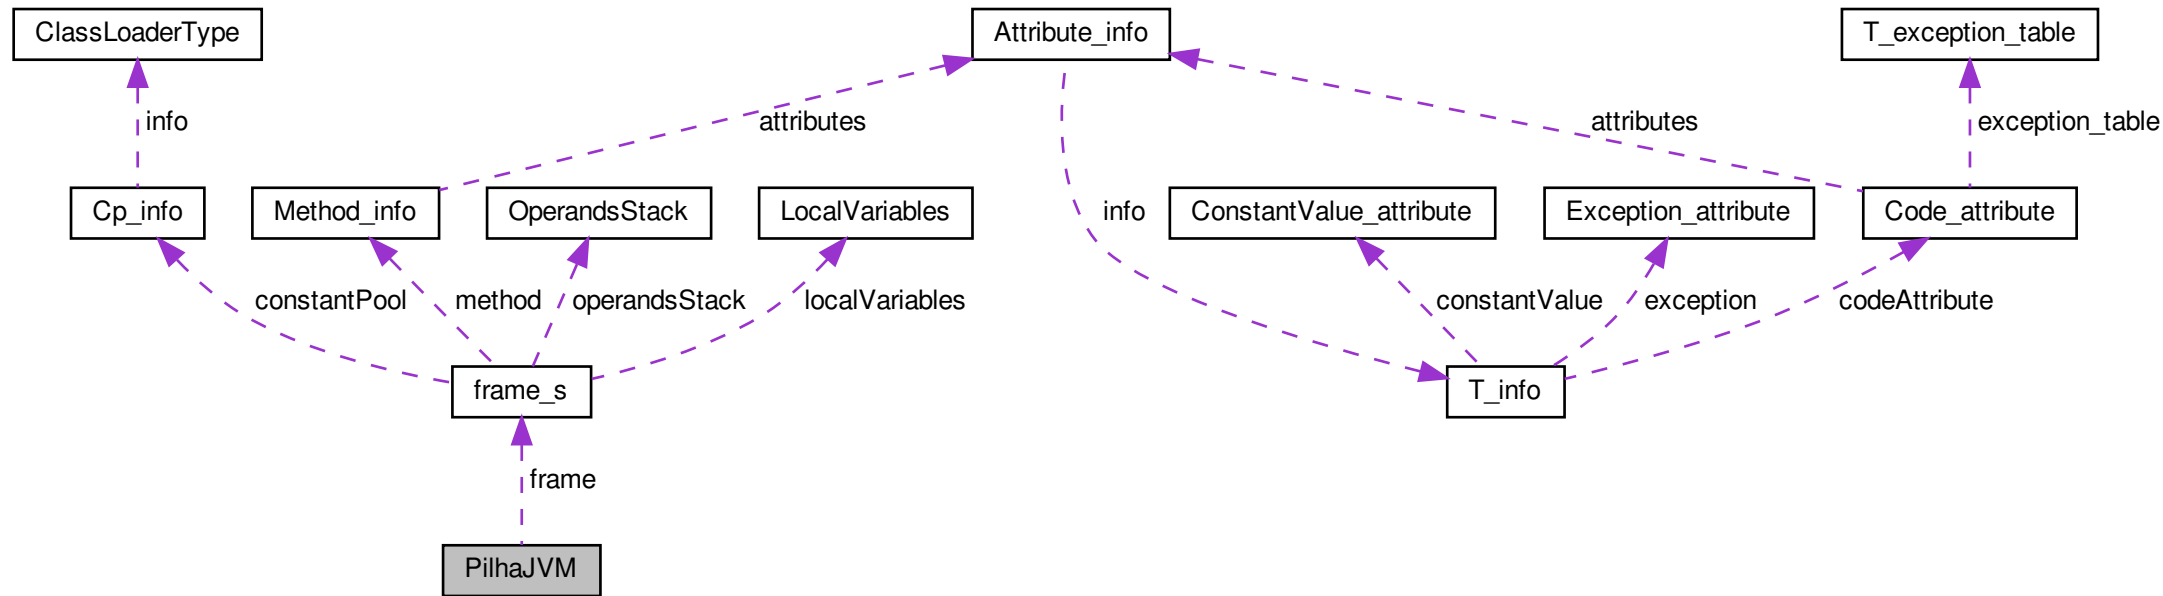 ClassLoaderType
Attribute_info
T_exception_table
info
attributes
attributes
exception_table
Cp_info
Method_info
OperandsStack
LocalVariables
info
ConstantValue_attribute
Exception_attribute
Code_attribute
constantPool
method
operandsStack
localVariables
constantValue
exception
codeAttribute
frame_s
T_info
frame
PilhaJVM